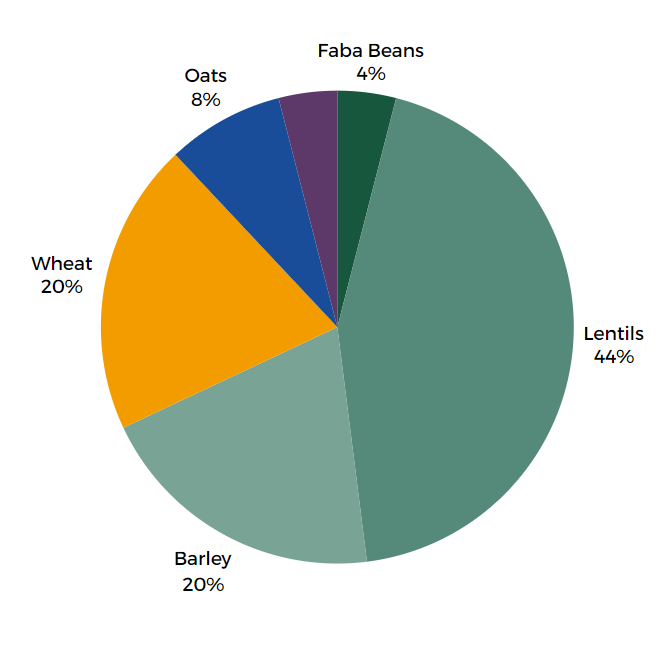 Faba Beans
4%
Oats
8%
Wheat
20%
Lentils
44%
Barley
20%